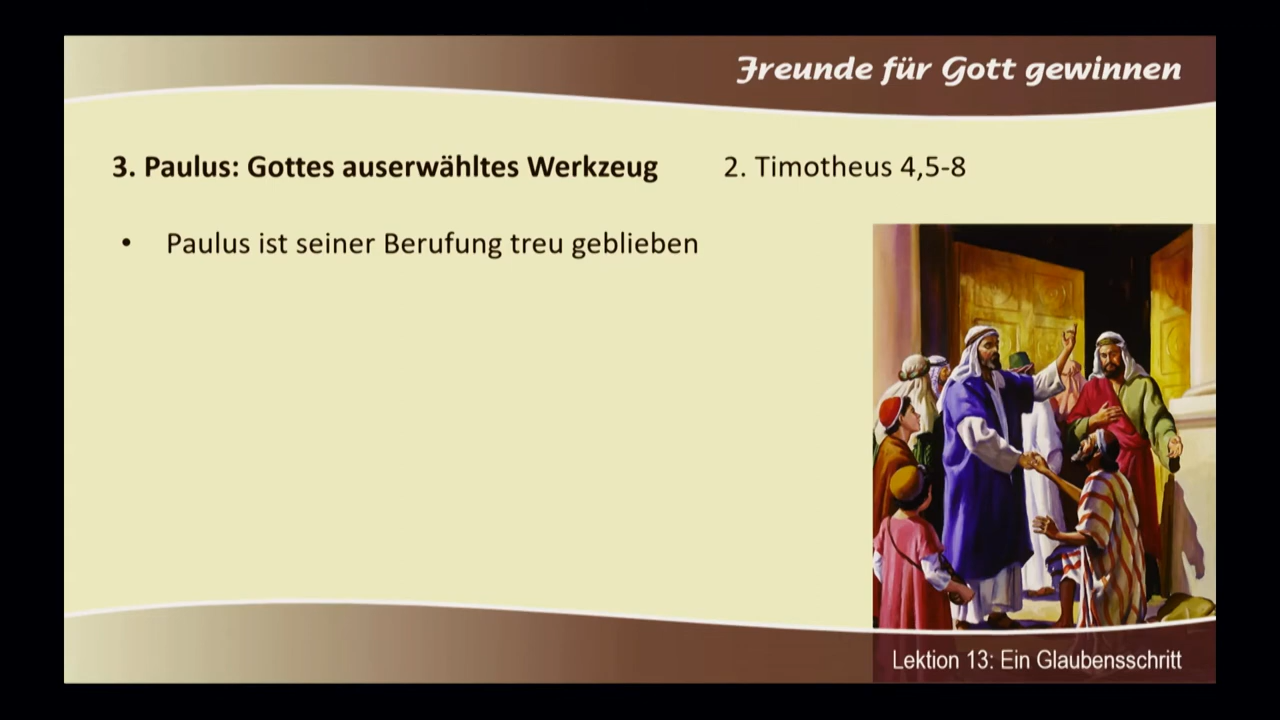 Freunde für Gott gewinnen
3. Paulus: Gottes auserwähltes Werkzeug 2. Timotheus 4,5-8
• Paulus ist seiner Berufung treu geblieben
Lektion 13: Ein Glaubensschritt